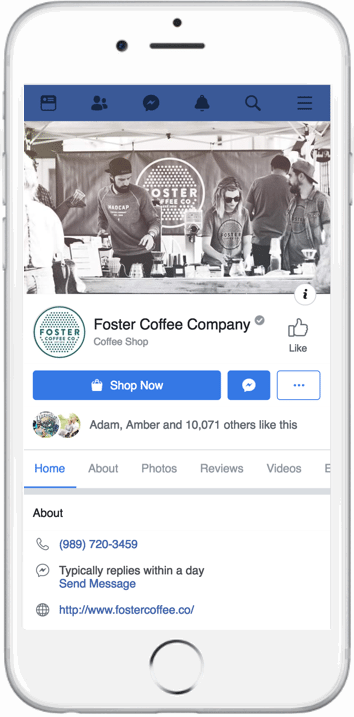 FOSTER
COFFEE CO.
MADCAP
FOSTER
COFFEE CO.
Foster Coffee Company
Coffee Shop
Like
Shop Now
Adam, Amber and 10,071 others like this
Home About Photos Reviews Videos E
About
(989) 720-3459
Typically replies within a day
Send Message
http://www.fostercoffee.co/